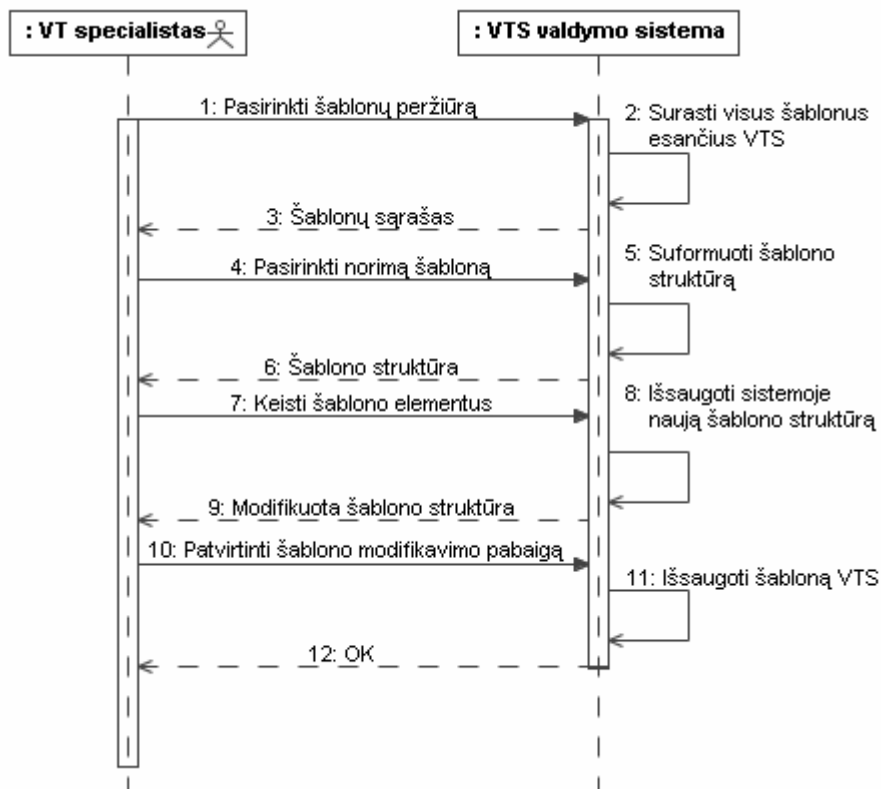 : VT specialistas
: VTS valdymo sistema
1: Pasirinkti šablonų peržiūrą
2: Surasti visus šablonus
esančius VTS
3: Šablonų sąrašas
4: Pasirinkti norimą šabloną
5: Suformuoti šablono
struktūrą
6: Šablono struktūra
7: Keisti šablono elementus
8: Išsaugoti sistemoje
naują šablono struktūrą
9: Modifikuota šablono struktūra
10: Patvirtinti šablono modifikavimo pabaigą
11: Išsaugoti šabloną VTS
12: OK